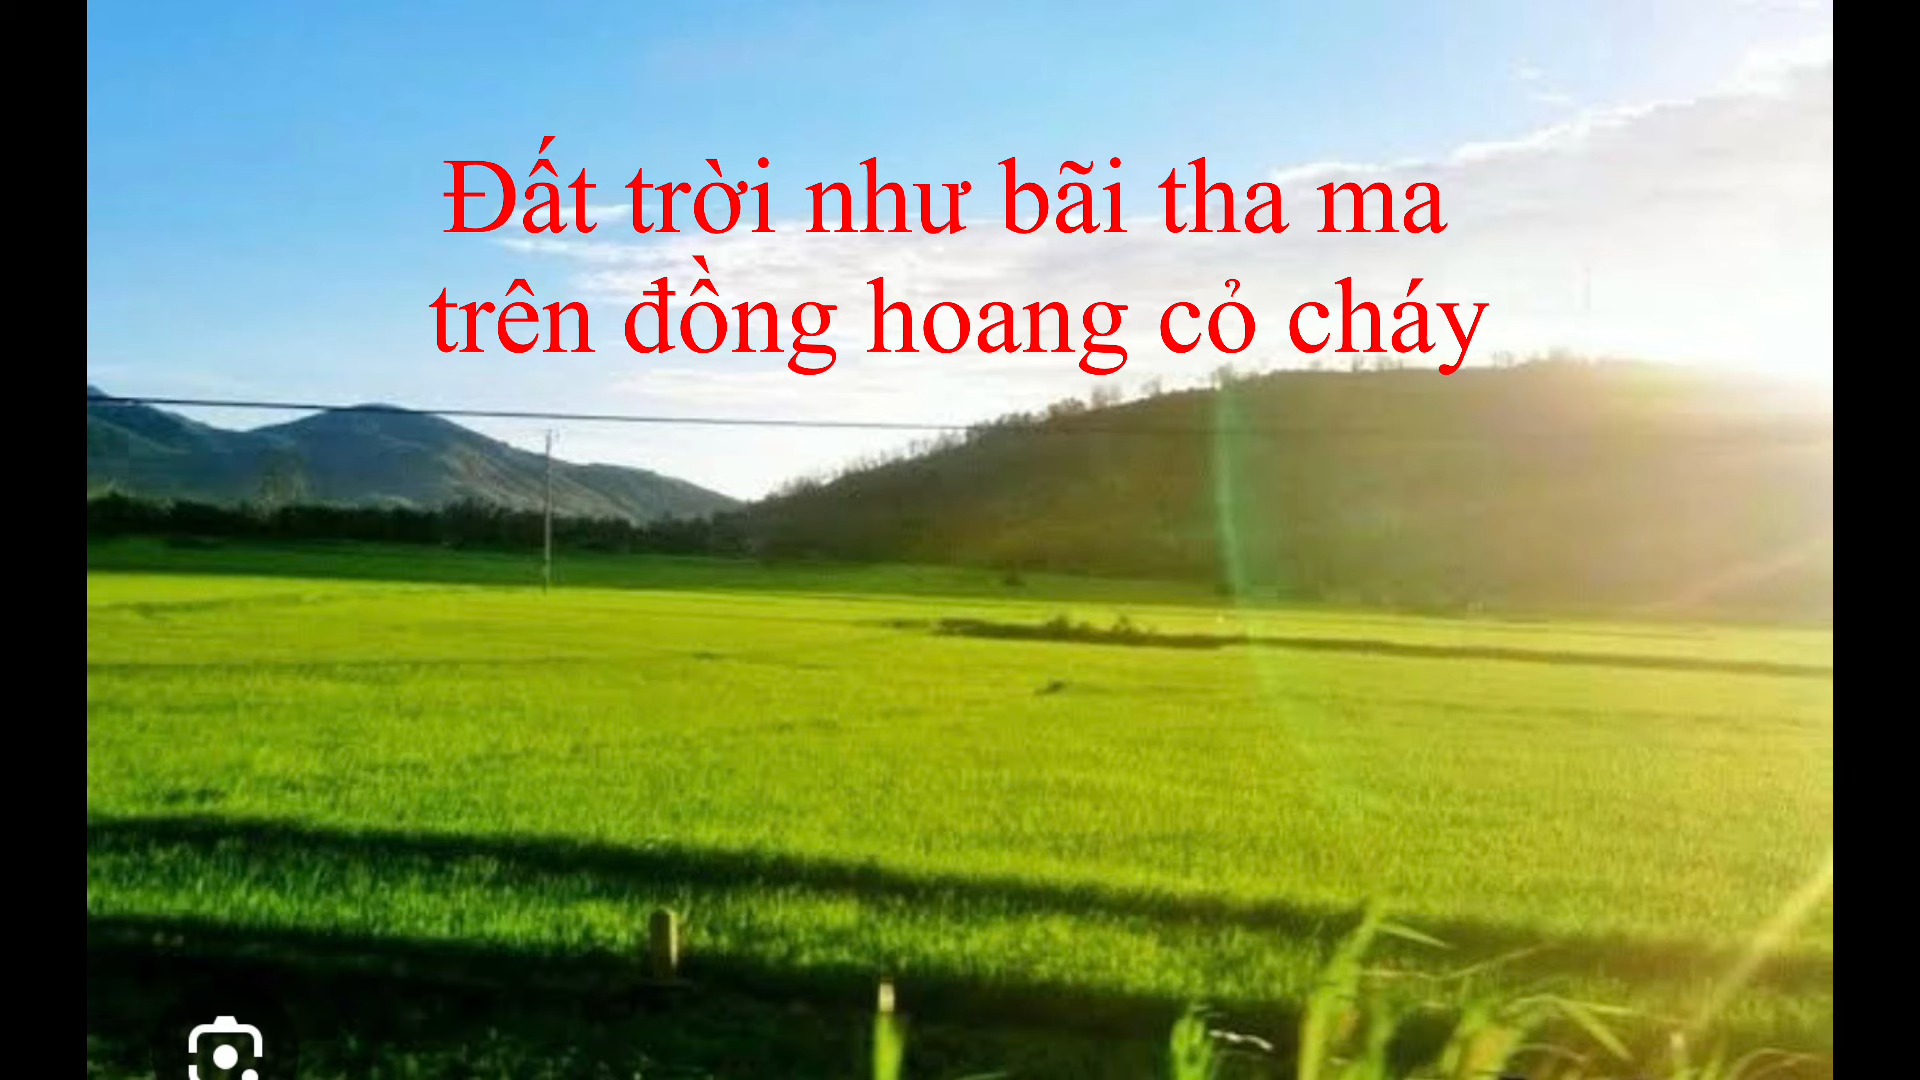 Đất trời như bãi tha ma
trên đồng hoang cỏ cháy